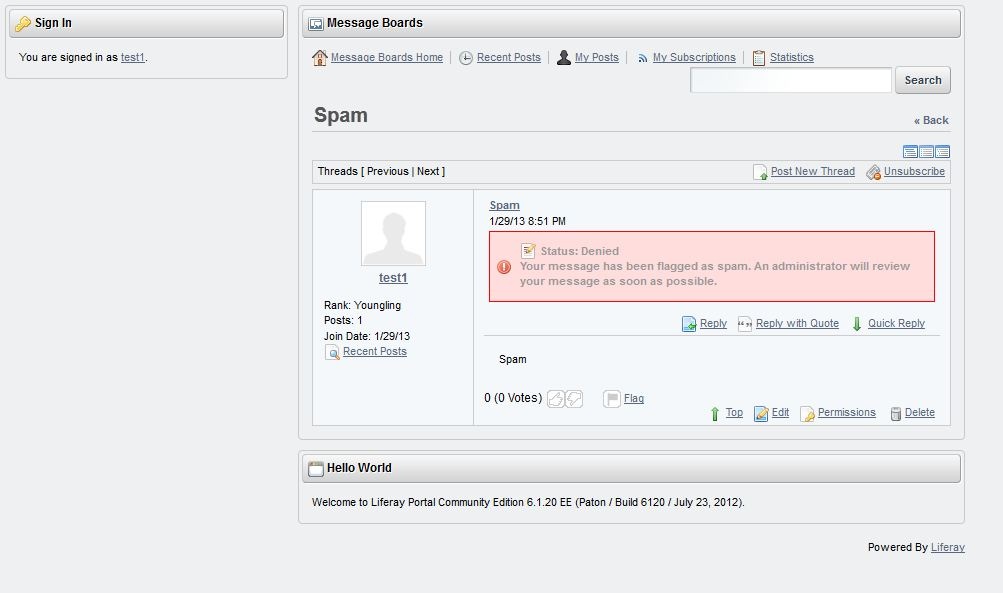 Sign In
You are signed in as test1.
Message Boards
Message Boards Home | Recent Posts | My Posts | My Subscriptions | Statistics
Search
Spam
« Back
Threads [ Previous | Next ]
Post New Thread Unsubscribe
test1
Rank: Youngling
Posts: 1
Join Date: 1/29/13
Recent Posts
Spam
1/29/13 8:51 PM
Status: Denied
Your message has been flagged as spam. An administrator will review
your message as soon as possible.
Reply Reply with Quote Quick Reply
Spam
0 (0 Votes) Flag
Top Edit Permissions Delete
Hello World
Welcome to Liferay Portal Community Edition 6.1.20 EE (Paton / Build 6120 / July 23, 2012).
Powered By Liferay